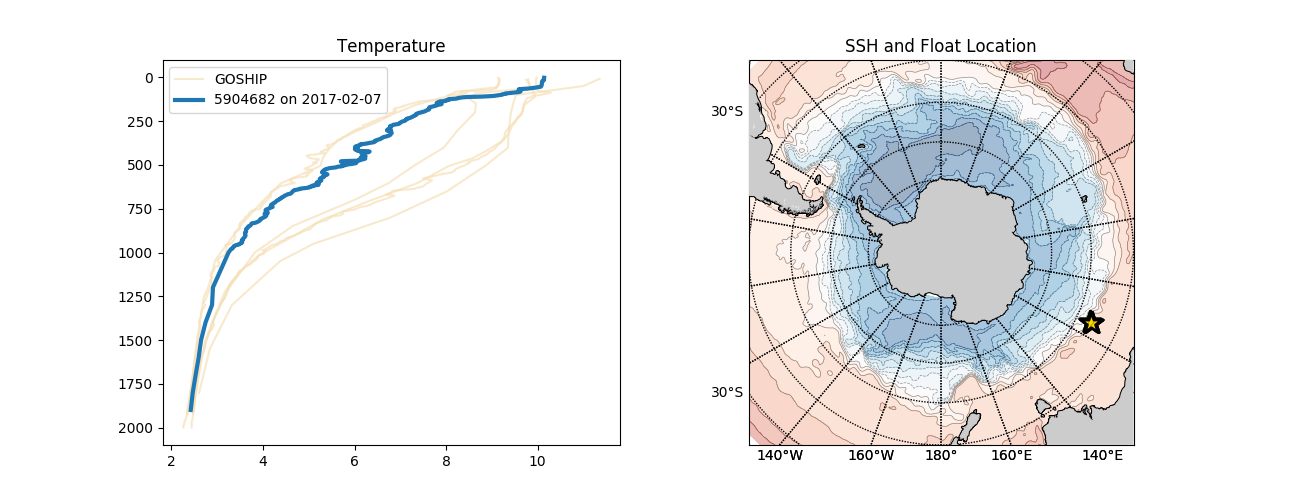 Temperature
GOSHIP
5904682 on 2017-02-07
0
250
500
750
1000
1250
1500
1750
2000
2 4 6 8 10
SSH and Float Location
30°S
30°S
140°W 160°W 180° 160°E 140°E